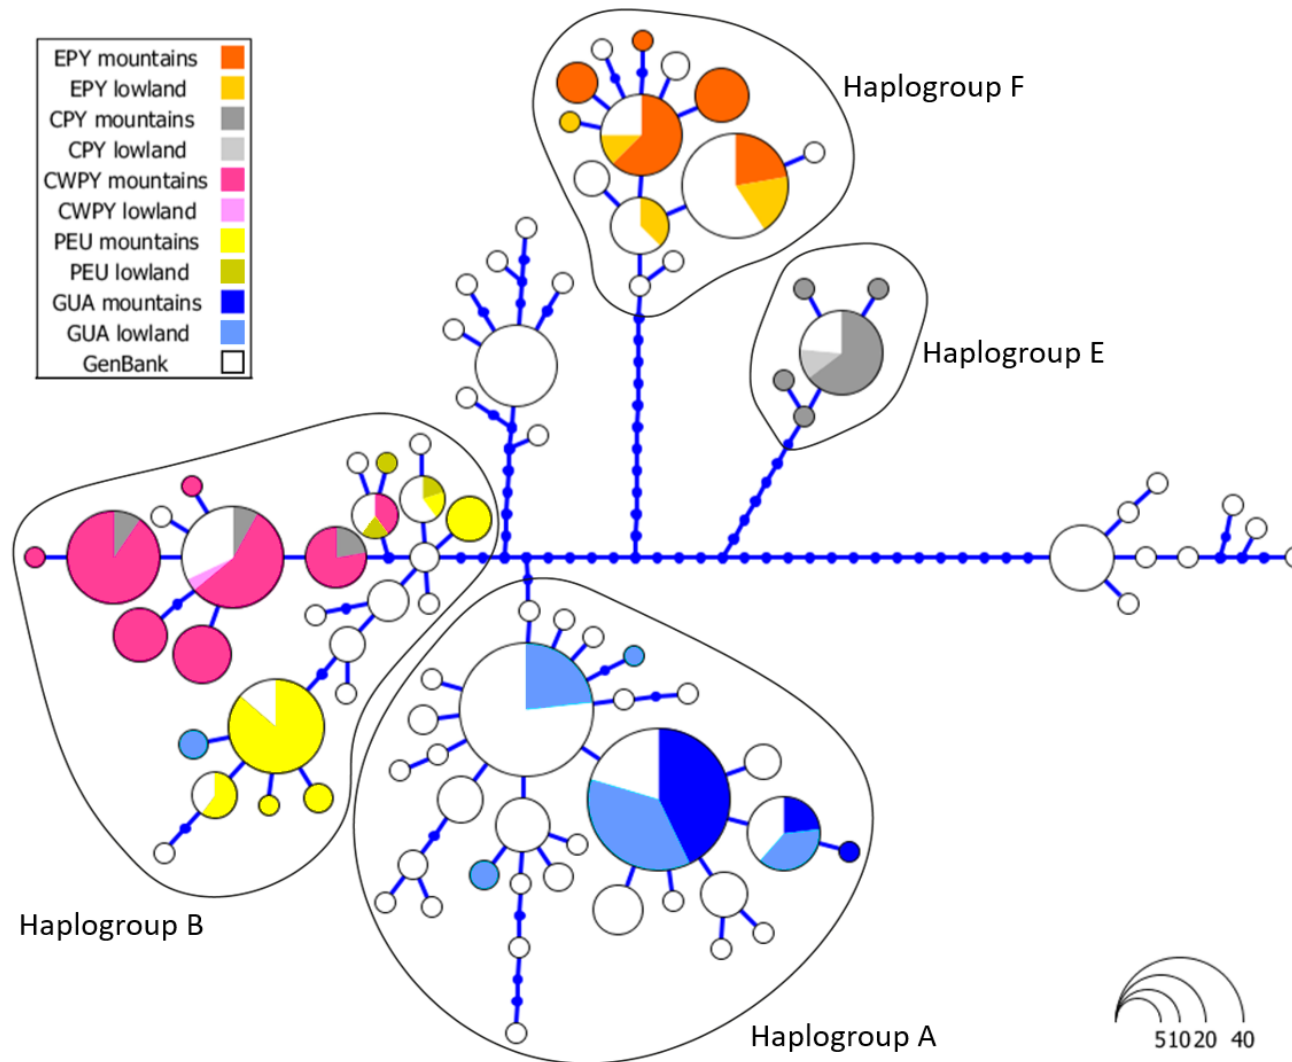 EPY mountains
EPY lowland
CPY mountains
CPY lowland
CWPY mountains
CWPY lowland
PEU mountains
PEU lowland
GUA mountains
GUA lowland
GenBank
Haplogroup F
Haplogroup E
Haplogroup B
Haplogroup A
5 10 20 40